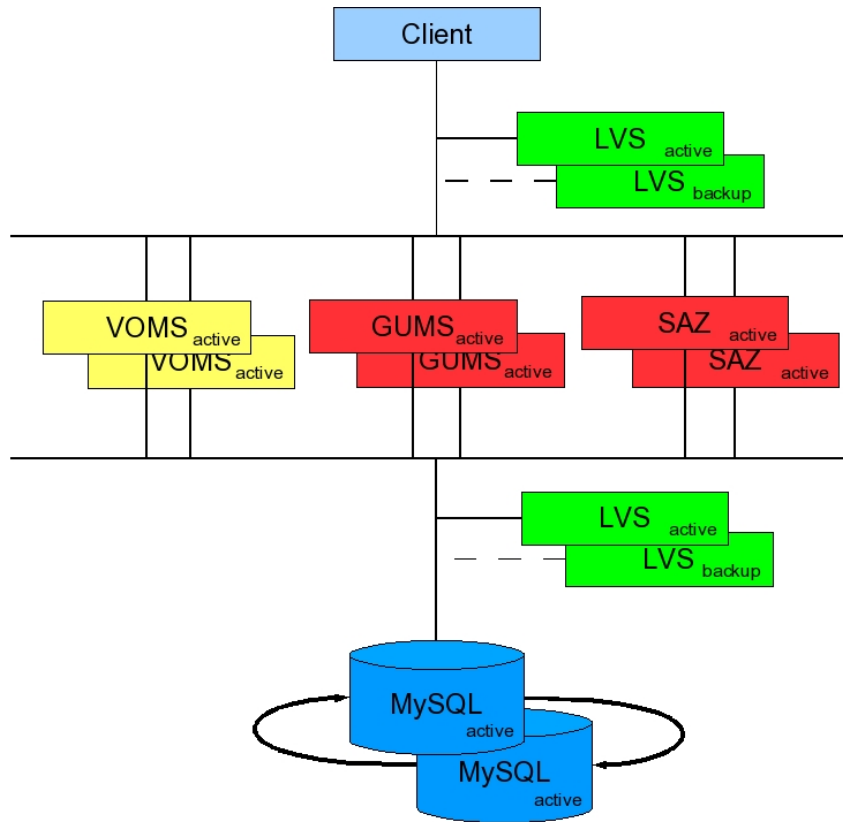 Client
LVS active
LVS backup
VOMS active
VOMS active
GUMS active
GUMS active
SAZ active
SAZ active
LVS active
LVS backup
MySQL active
MySQL active